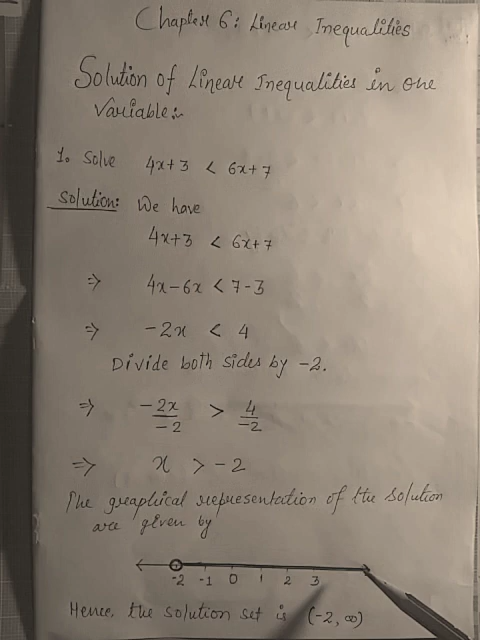 Chapter 6: Linear Inequalities
Solution of Linear Inequalities in one
Variable:-
1. Solve 4x+3 < 6x+7
Solution: We have
4x+3 < 6x+7
⇒ 4x-6x < 7-3
⇒ -2x < 4
Divide both sides by -2.
⇒ -2x/-2 > 4/-2
⇒ x > -2
The graphical representation of the solution
are given by
-2 -1 0 1 2 3
Hence, the solution set is (-2, ∞)